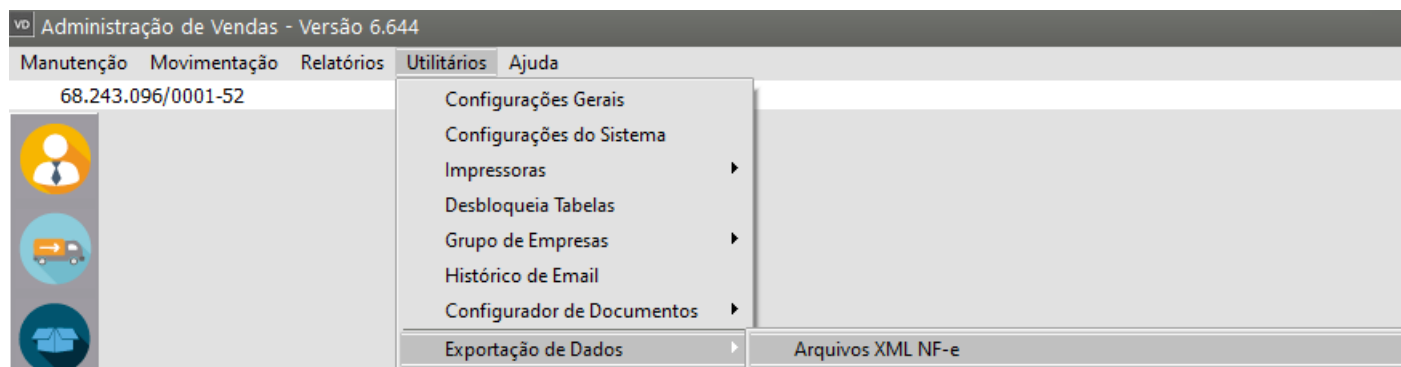 VD Administração de Vendas - Versão 6.644
Manutenção Movimentação Relatórios Utilitários Ajuda
68.243.096/0001-52
Configurações Gerais
Configurações do Sistema
Impressoras
Desbloqueia Tabelas
Grupo de Empresas
Histórico de Email
Configurador de Documentos
Exportação de Dados Arquivos XML NF-e